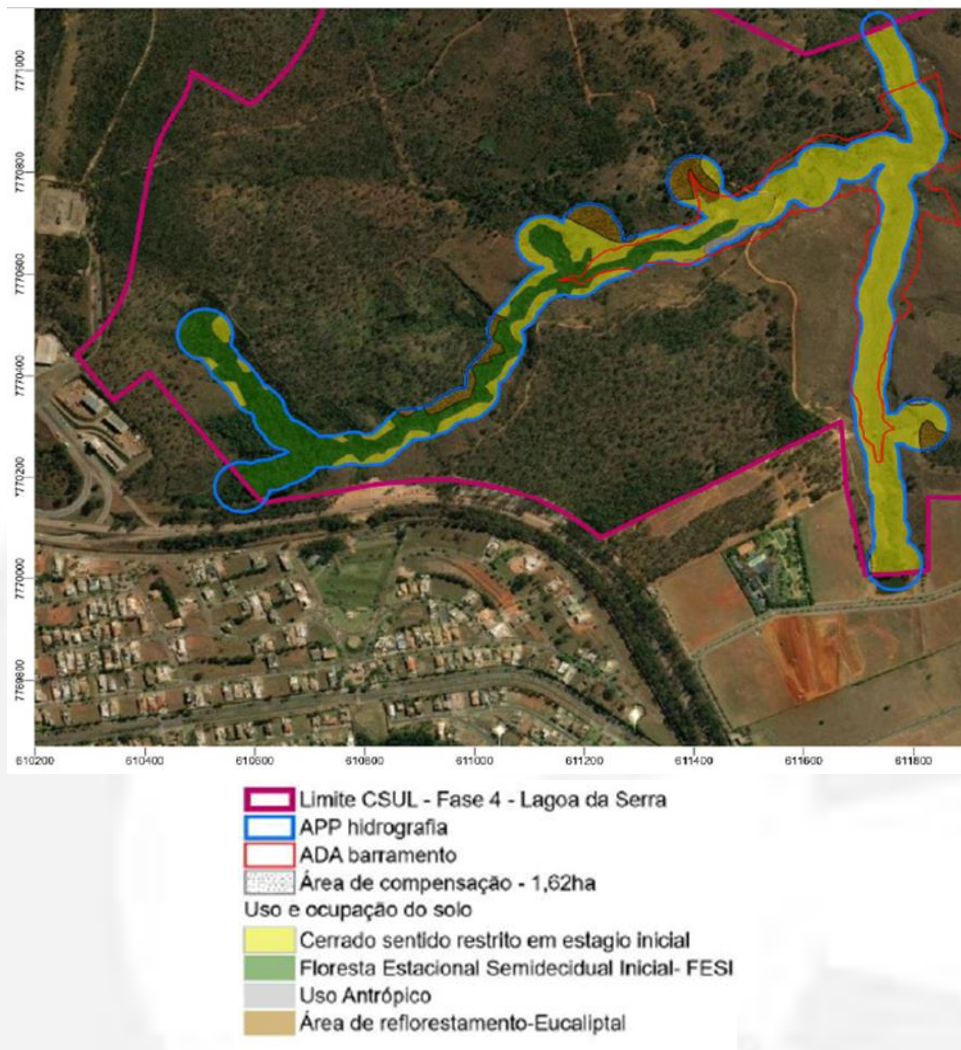 7771000
7770800
7770600
7770400
7770200
7770000
7769800
610200 610400 610600 610800 611000 611200 611400 611600 611800
Limite CSUL - Fase 4 - Lagoa da Serra
APP hidrografia
ADA barramento
Área de compensação - 1,62ha
Uso e ocupação do solo
Cerrado sentido restrito em estagio inicial
Floresta Estacional Semidecidual Inicial- FESI
Uso Antrópico
Área de reflorestamento-Eucaliptal